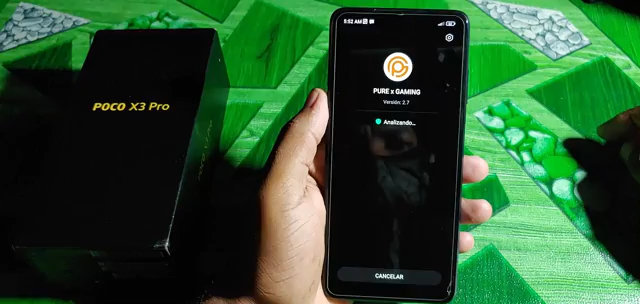 POCO X3 Pro
5:52 AM
PURE x GAMING
Versión: 2.7
Analizando...
CANCELAR